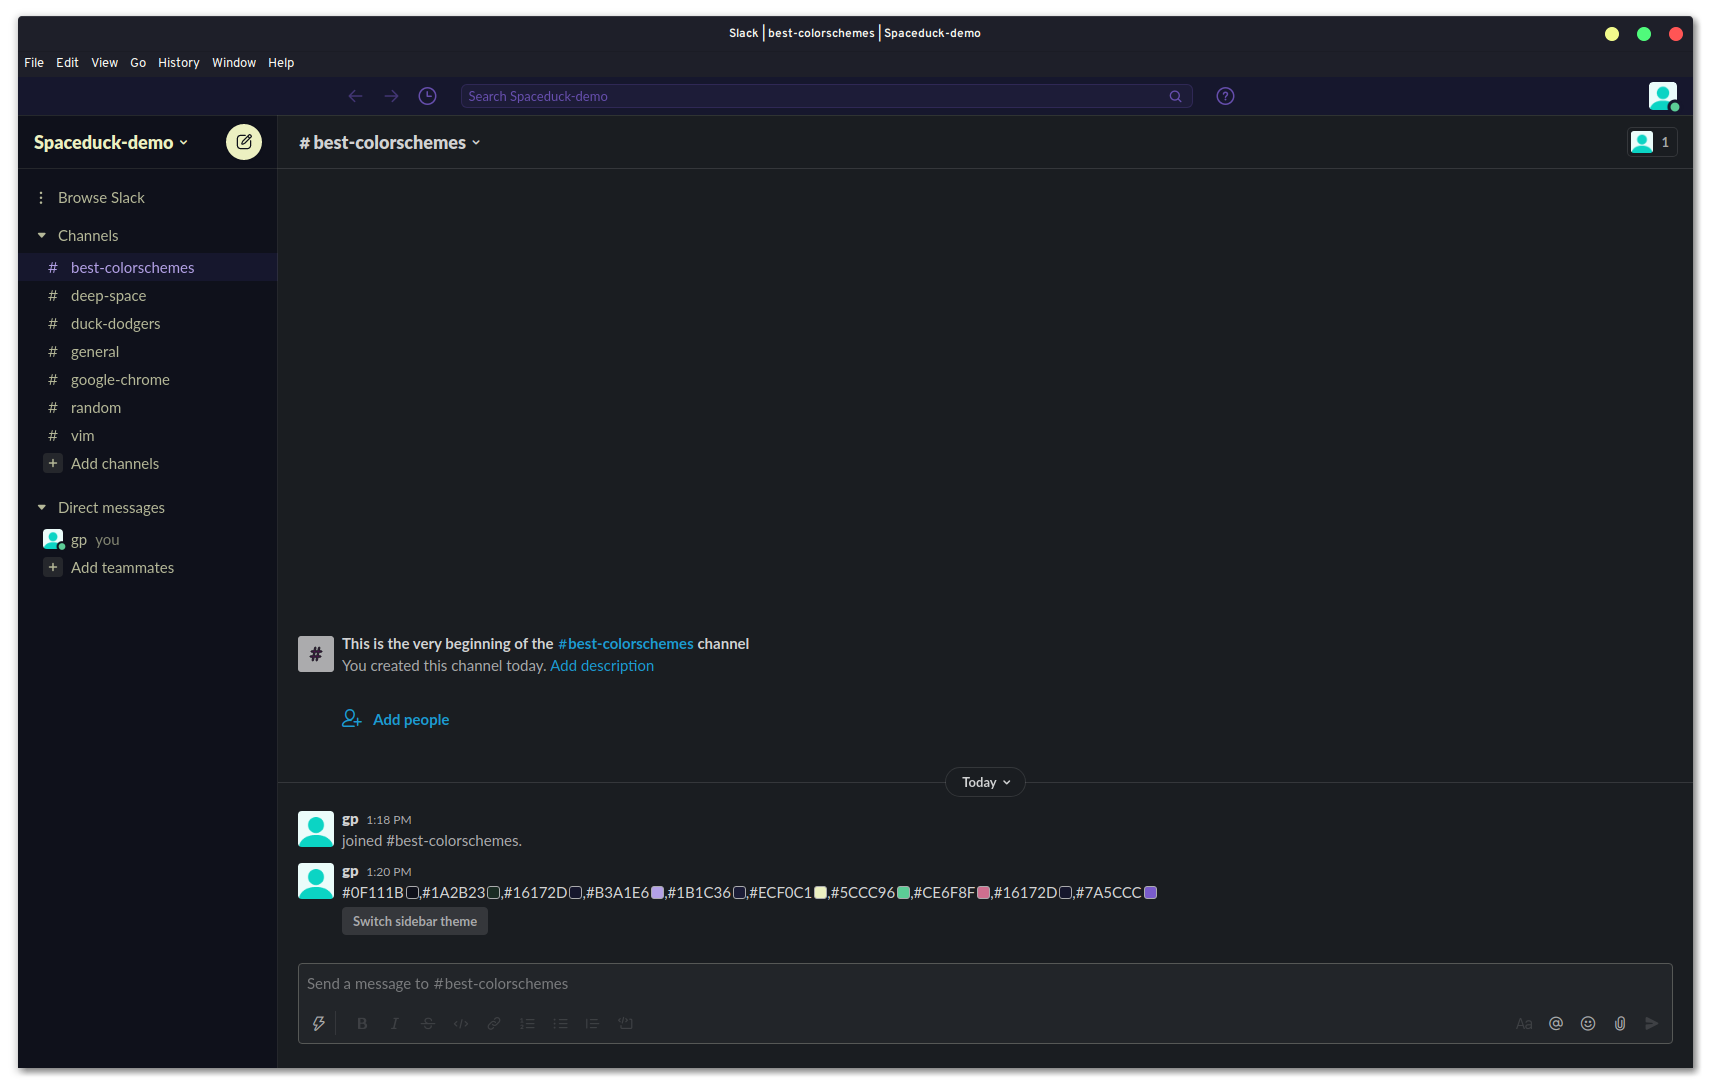 Slack | best-colorschemes | Spaceduck-demo
File Edit View Go History Window Help
Search Spaceduck-demo
Spaceduck-demo
# best-colorschemes
1
Browse Slack
Channels
# best-colorschemes
# deep-space
# duck-dodgers
# general
# google-chrome
# random
# vim
+ Add channels
Direct messages
gp you
+ Add teammates
#
This is the very beginning of the #best-colorschemes channel
You created this channel today. Add description
Add people
Today
gp 1:18 PM
joined #best-colorschemes.
gp 1:20 PM
#0F111B,#1A2B23,#16172D,#B3A1E6,#1B1C36,#ECF0C1,#5CCC96,#CE6F8F,#16172D,#7A5CCC
Switch sidebar theme
Send a message to #best-colorschemes
B I S </> Aa @